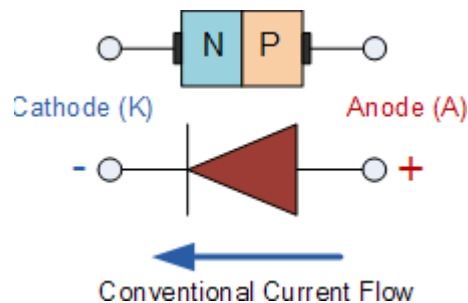 N P
Cathode (K) Anode (A)
- +
Conventional Current Flow